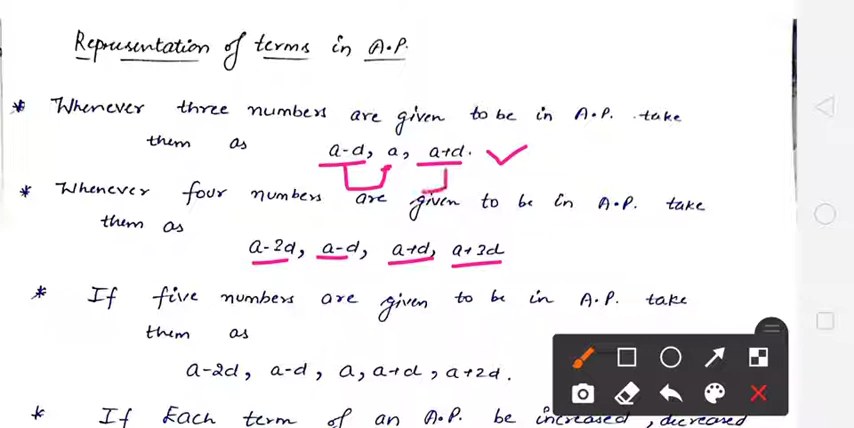 Representation of terms in A.P.
* Whenever three numbers are given to be in A.P. take
them as
a-d, a, a+d.
* Whenever four numbers are given to be in A.P. take
them as
a-2d, a-d, a+d, a+2d
* If five numbers are given to be in A.P. take
them as
a-2d, a-d, a, a+d, a+2d.
* If Each term of an A.P. be increased, decreased